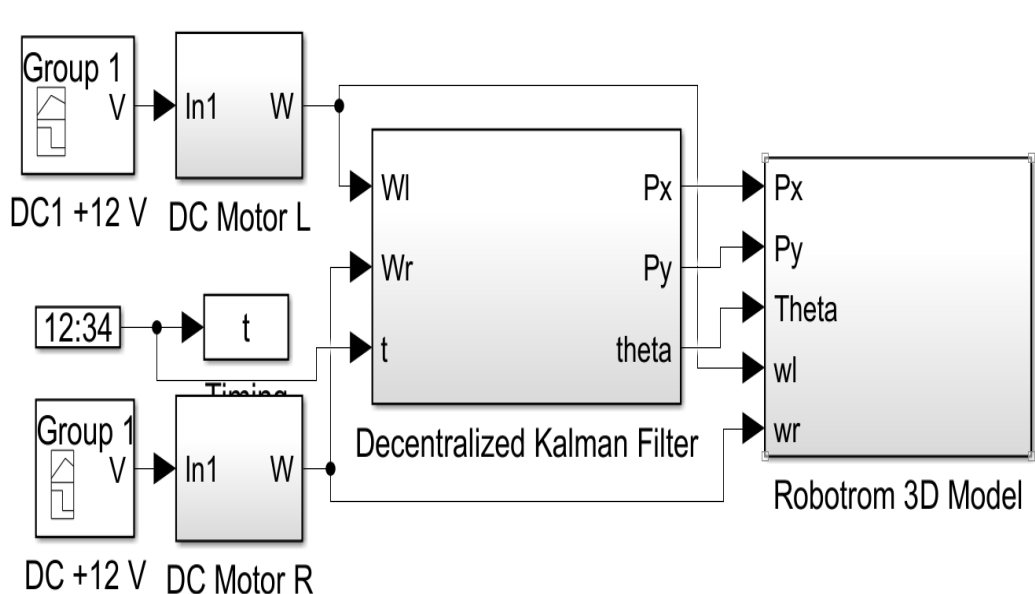 Group 1
V
DC1 +12 V
In1
W
DC Motor L
12:34
t
Timing
Group 1
V
DC +12 V
In1
W
DC Motor R
Wl
Wr
t
Px
Py
theta
Decentralized Kalman Filter
Px
Py
Theta
wl
wr
Robotrom 3D Model